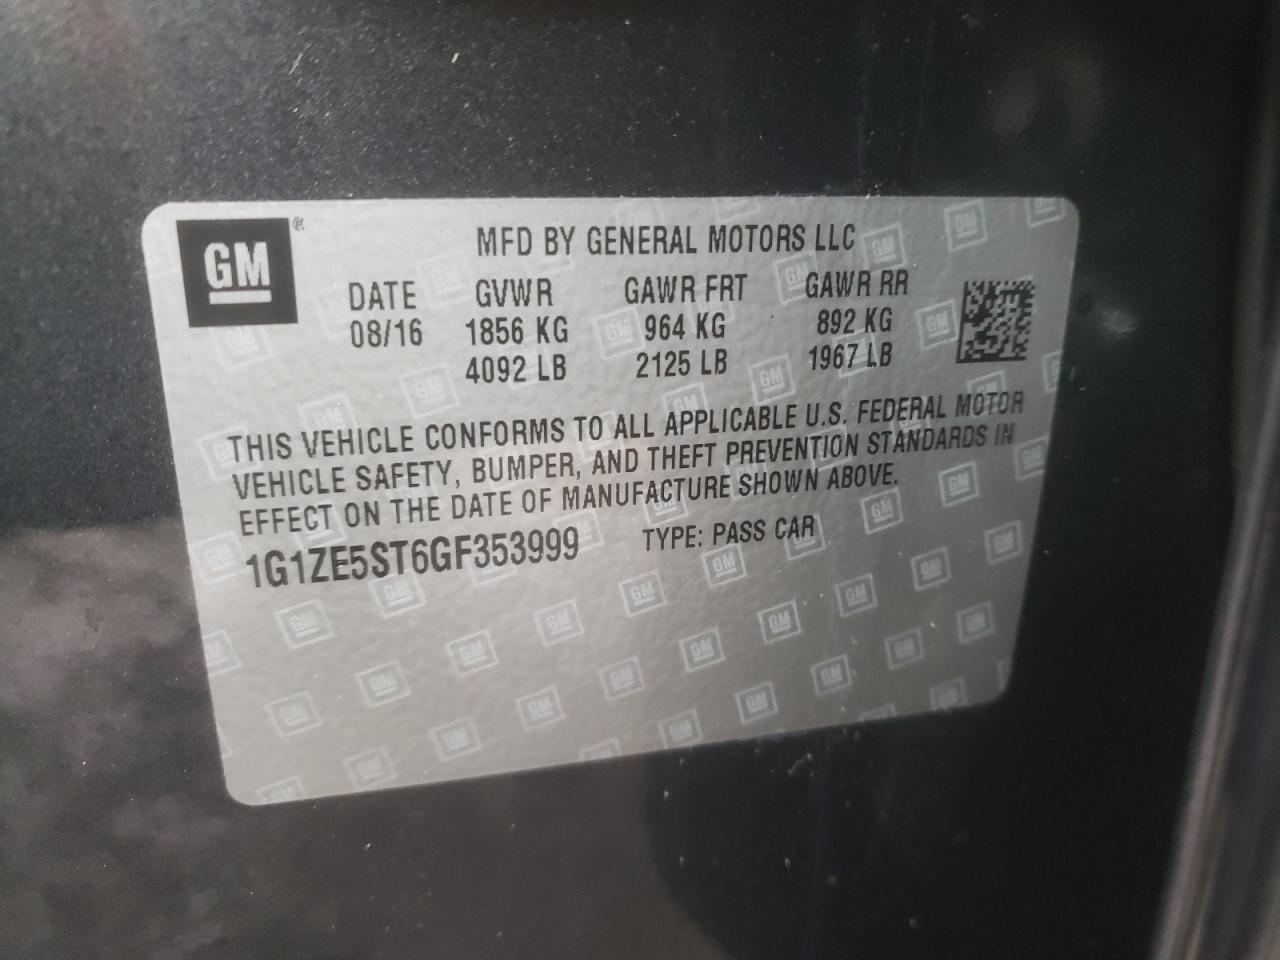 GM®
MFD BY GENERAL MOTORS LLC
DATE GVWR GAWR FRT GAWR RR
08/16 1856 KG 964 KG 892 KG
4092 LB 2125 LB 1967 LB
THIS VEHICLE CONFORMS TO ALL APPLICABLE U.S. FEDERAL MOTOR
VEHICLE SAFETY, BUMPER, AND THEFT PREVENTION STANDARDS IN
EFFECT ON THE DATE OF MANUFACTURE SHOWN ABOVE.
1G1ZE5ST6GF353999 TYPE: PASS CAR